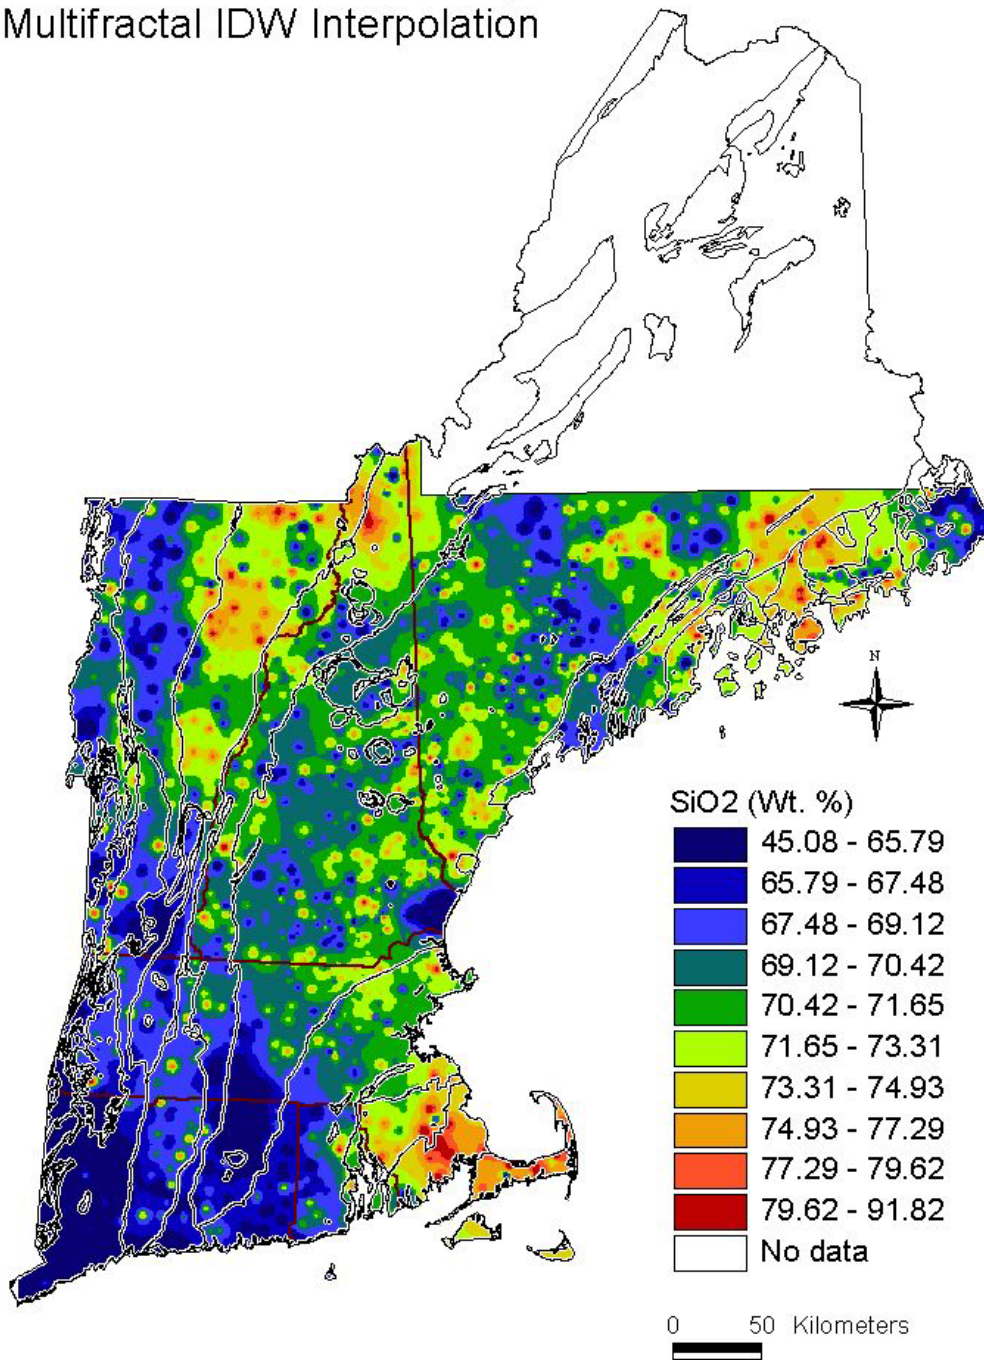 Multifractal IDW Interpolation
N
SiO2 (Wt. %)
45.08 - 65.79
65.79 - 67.48
67.48 - 69.12
69.12 - 70.42
70.42 - 71.65
71.65 - 73.31
73.31 - 74.93
74.93 - 77.29
77.29 - 79.62
79.62 - 91.82
No data
0 50 Kilometers